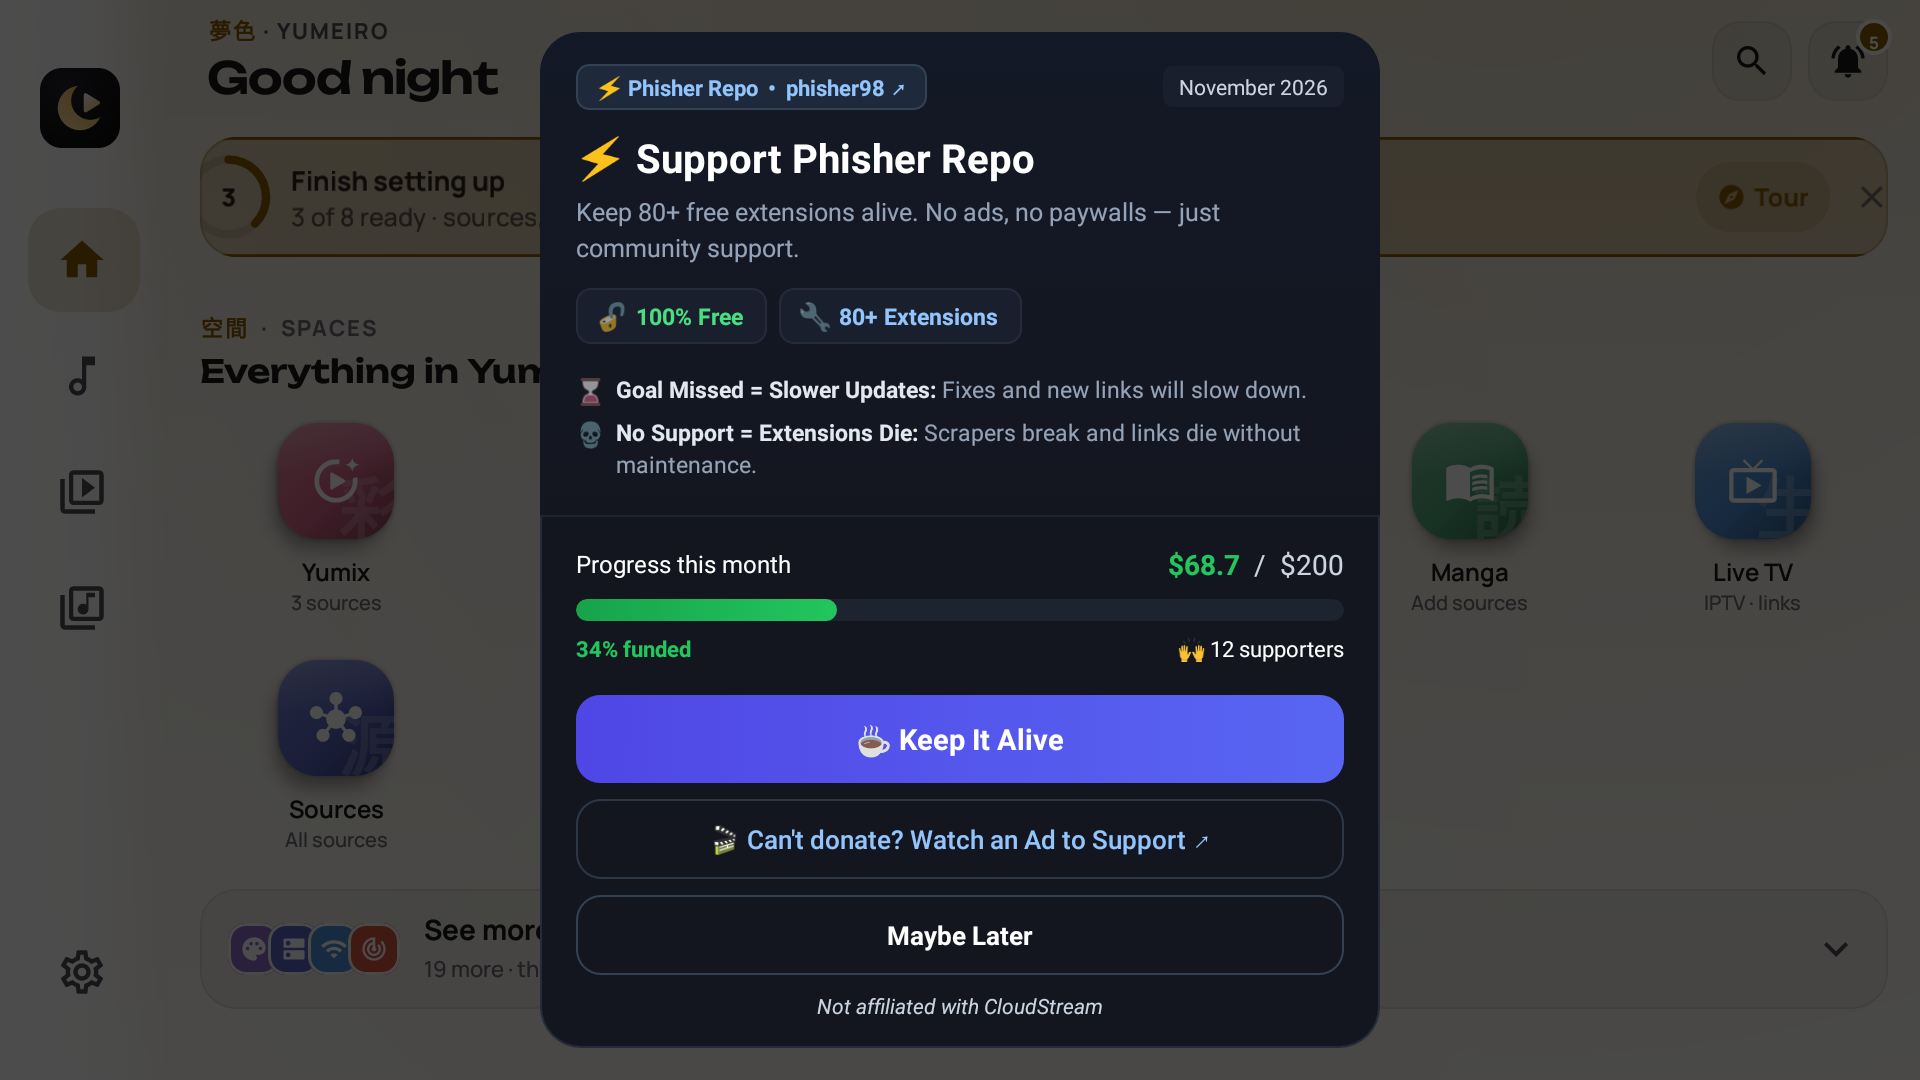 夢色 · YUMEIRO
Good night
5
3
Finish setting up
3 of 8 ready · sources,
Tour
空間 · SPACES
Everything in Yum
Yumix
3 sources
Manga
Add sources
Live TV
IPTV · links
Sources
All sources
See more
19 more · th
⚡ Phisher Repo • phisher98 ↗
November 2026
⚡ Support Phisher Repo
Keep 80+ free extensions alive. No ads, no paywalls — just
community support.
🔓 100% Free
🔧 80+ Extensions
⏳ Goal Missed = Slower Updates: Fixes and new links will slow down.
💀 No Support = Extensions Die: Scrapers break and links die without
maintenance.
Progress this month
$68.7 / $200
34% funded
🙌 12 supporters
☕ Keep It Alive
🎬 Can't donate? Watch an Ad to Support ↗
Maybe Later
Not affiliated with CloudStream